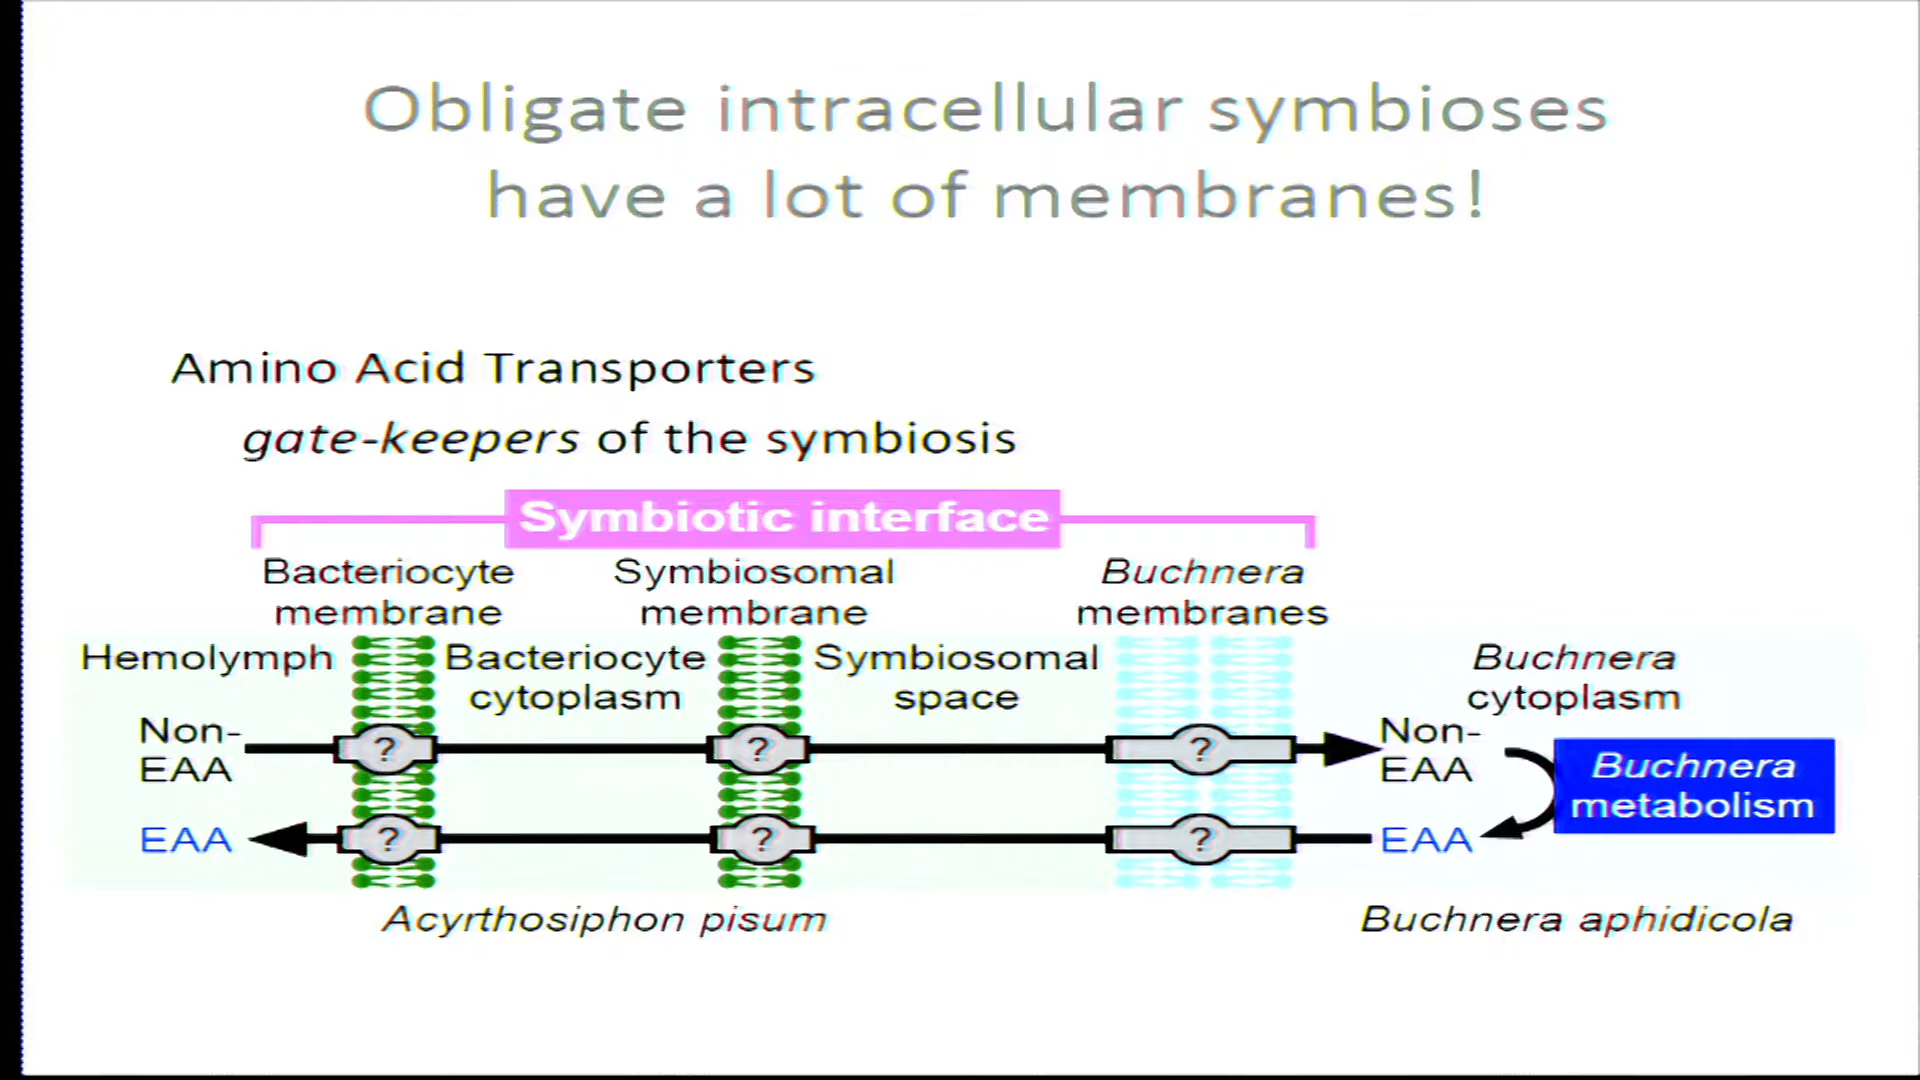 Obligate intracellular symbioses
have a lot of membranes!
Amino Acid Transporters
gate-keepers of the symbiosis
Symbiotic interface
Bacteriocyte
membrane
Symbiosomal
membrane
Buchnera
membranes
Hemolymph
Bacteriocyte
cytoplasm
Symbiosomal
space
Buchnera
cytoplasm
Non-
EAA
?
?
?
Non-
EAA
Buchnera
metabolism
EAA
?
?
?
EAA
Acyrthosiphon pisum
Buchnera aphidicola